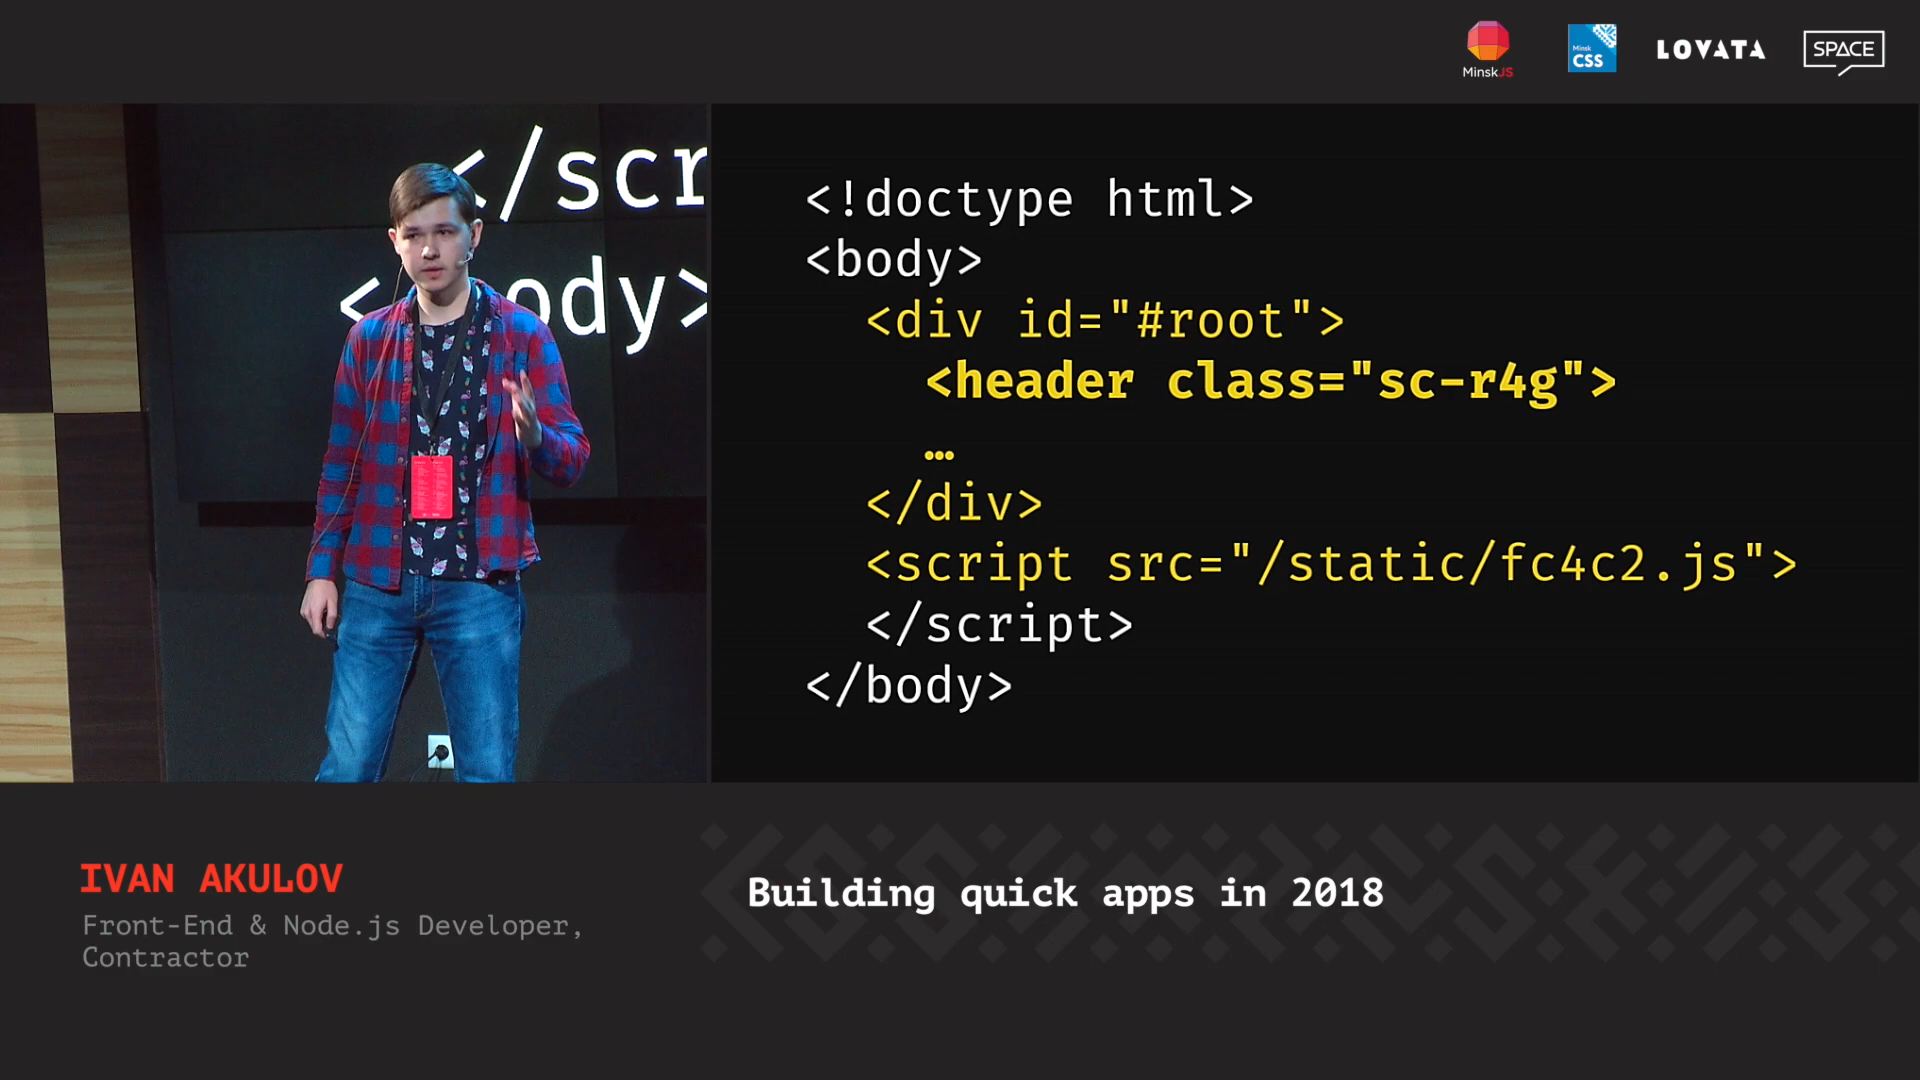 MinskJS
Minsk
CSS
LOVATA
SPACE
</scr
<body>
<!doctype html>
<body>
<div id="#root">
<header class="sc-r4g">
…
</div>
<script src="/static/fc4c2.js">
</script>
</body>
IVAN AKULOV
Front-End & Node.js Developer,
Contractor
Building quick apps in 2018